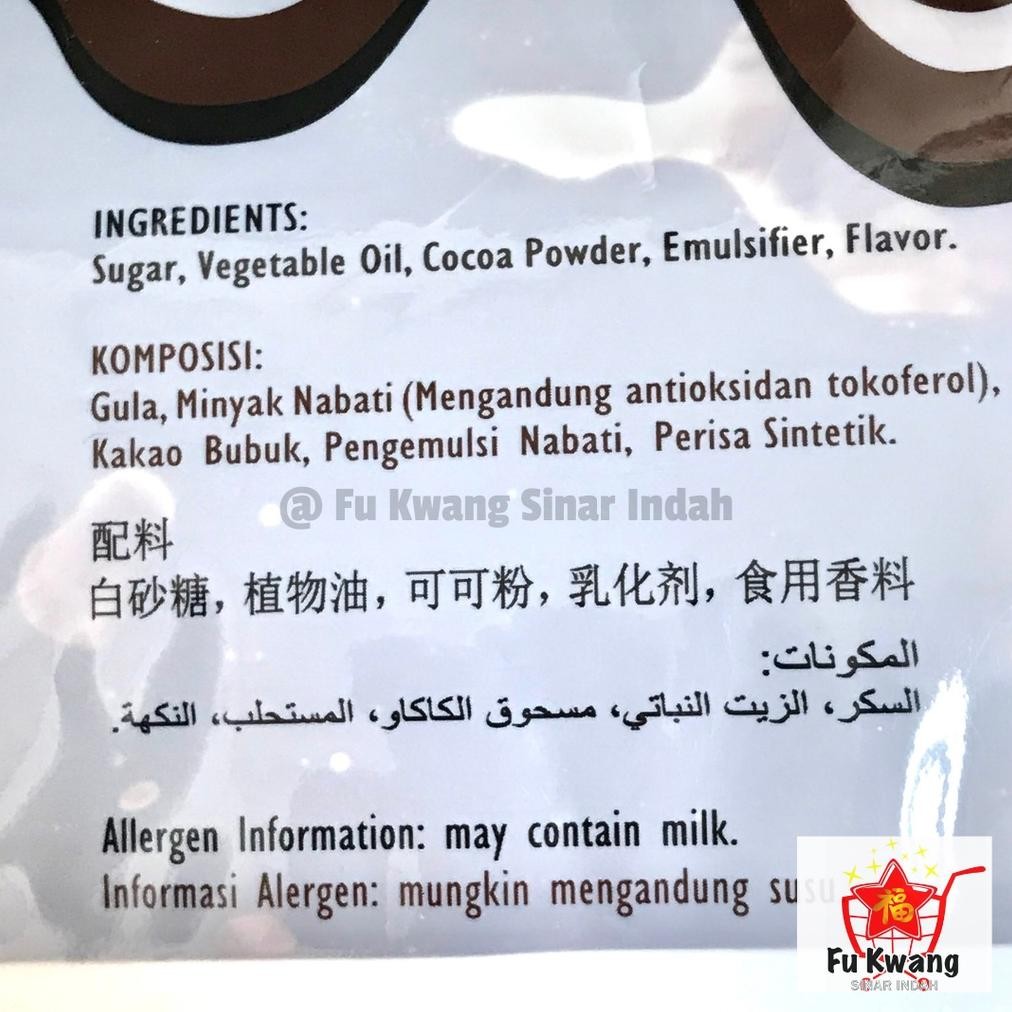 INGREDIENTS:
Sugar, Vegetable Oil, Cocoa Powder, Emulsifier, Flavor.
KOMPOSISI:
Gula, Minyak Nabati (Mengandung antioksidan tokoferol),
Kakao Bubuk, Pengemulsi Nabati, Perisa Sintetik.
@ Fu Kwang Sinar Indah
配料
白砂糖, 植物油, 可可粉, 乳化剂, 食用香料
المكونات:
السكر، الزيت النباتي، مسحوق الكاكاو، المستحلب، النكهة.
Allergen Information: may contain milk.
Informasi Alergen: mungkin mengandung susu
福
Fu Kwang
SINAR INDAH